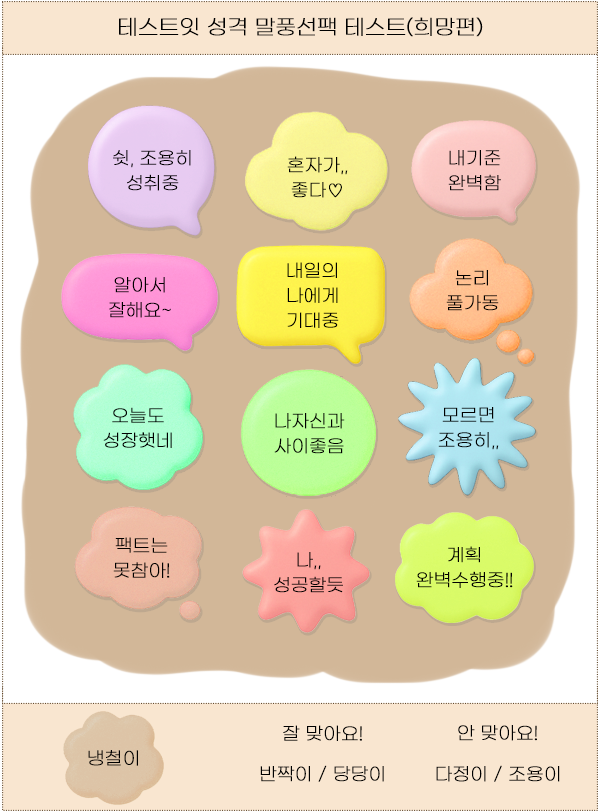 테스트잇 성격 말풍선팩 테스트(희망편)
쉿, 조용히
성취중
혼자가,,
좋다♡
내기준
완벽함
알아서
잘해요~
내일의
나에게
기대중
논리
풀가동
오늘도
성장햇네
나자신과
사이좋음
모르면
조용히,,
팩트는
못참아!
나,,
성공할듯
계획
완벽수행중!!
냉철이
잘 맞아요!
반짝이 / 당당이
안 맞아요!
다정이 / 조용이